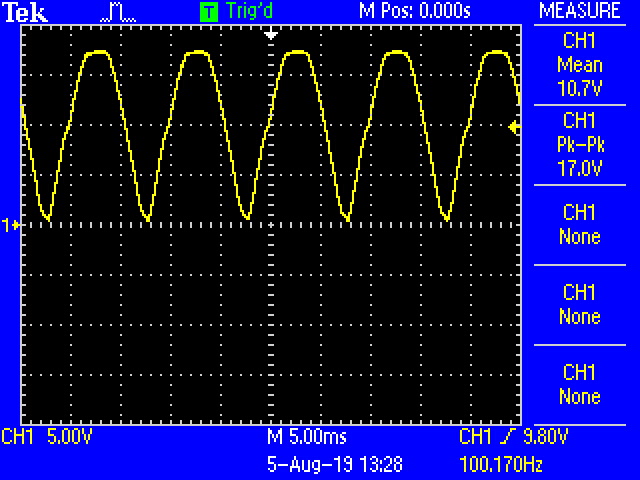 Tek T Trig'd M Pos: 0.000s MEASURE
CH1
Mean
10.7V
CH1
Pk-Pk
17.0V
1
CH1
None
CH1
None
CH1
None
CH1 5.00V M 5.00ms CH1 9.80V
5-Aug-19 13:28 100.170Hz